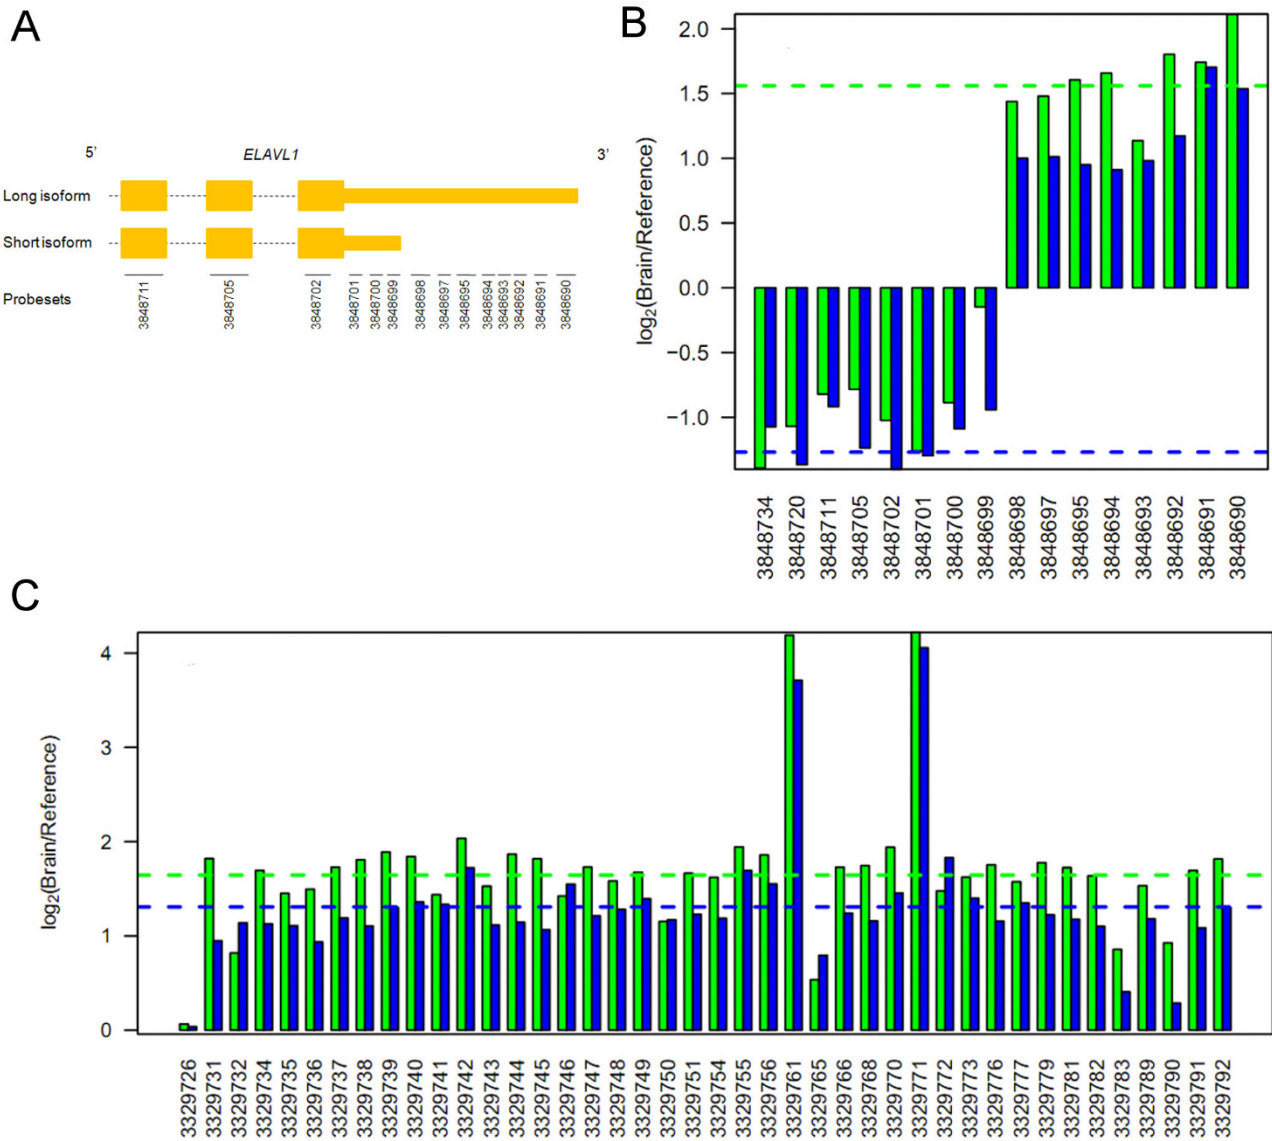 A
5’ ELAVL1 3’
Long isoform
Short isoform
Probesets
3848711 3848705 3848702 3848701 3848700 3848699 3848698 3848697 3848695 3848694 3848693 3848692 3848691 3848690
B
log2(Brain/Reference)
2.0
1.5
1.0
0.5
0.0
−0.5
−1.0
3848734 3848720 3848711 3848705 3848702 3848701 3848700 3848699 3848698 3848697 3848695 3848694 3848693 3848692 3848691 3848690
C
log2(Brain/Reference)
4
3
2
1
0
3329726 3329731 3329732 3329734 3329735 3329736 3329737 3329738 3329739 3329740 3329741 3329742 3329743 3329744 3329745 3329746 3329747 3329748 3329749 3329750 3329751 3329754 3329755 3329756 3329761 3329765 3329766 3329768 3329770 3329771 3329772 3329773 3329776 3329777 3329779 3329781 3329782 3329783 3329789 3329790 3329791 3329792